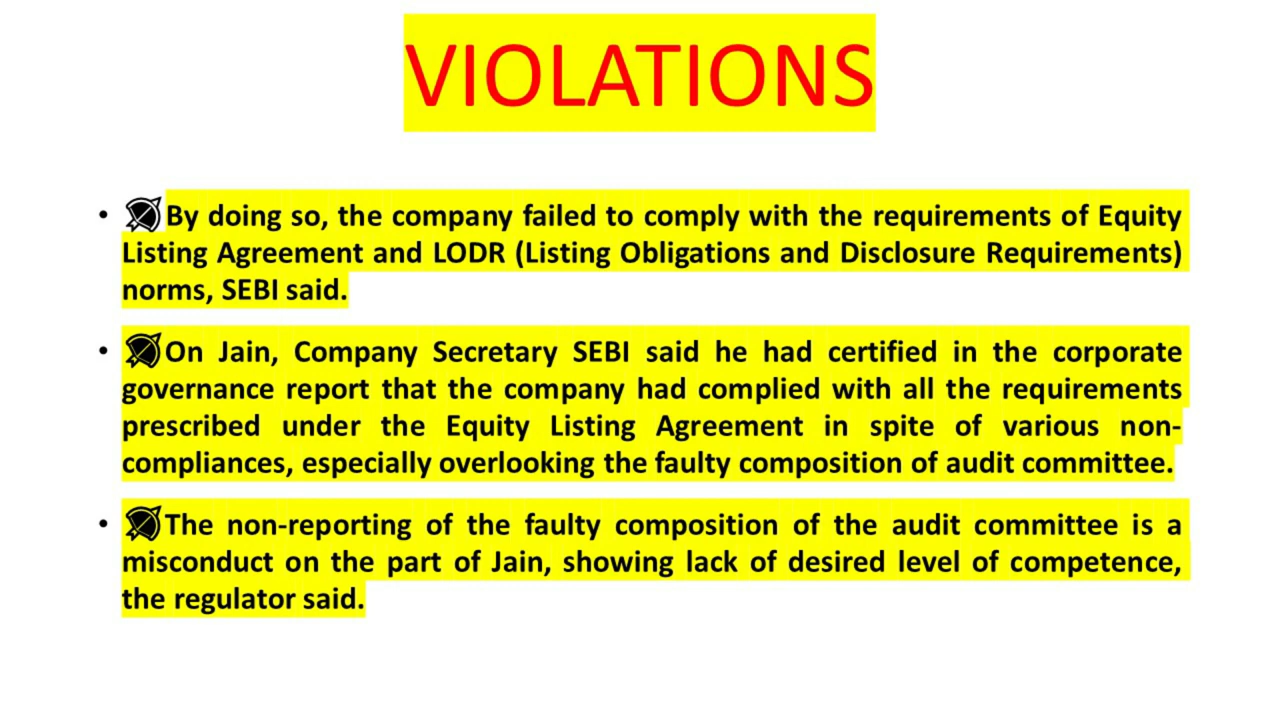 VIOLATIONS
• By doing so, the company failed to comply with the requirements of Equity
Listing Agreement and LODR (Listing Obligations and Disclosure Requirements)
norms, SEBI said.
• On Jain, Company Secretary SEBI said he had certified in the corporate
governance report that the company had complied with all the requirements
prescribed under the Equity Listing Agreement in spite of various non-
compliances, especially overlooking the faulty composition of audit committee.
• The non-reporting of the faulty composition of the audit committee is a
misconduct on the part of Jain, showing lack of desired level of competence,
the regulator said.